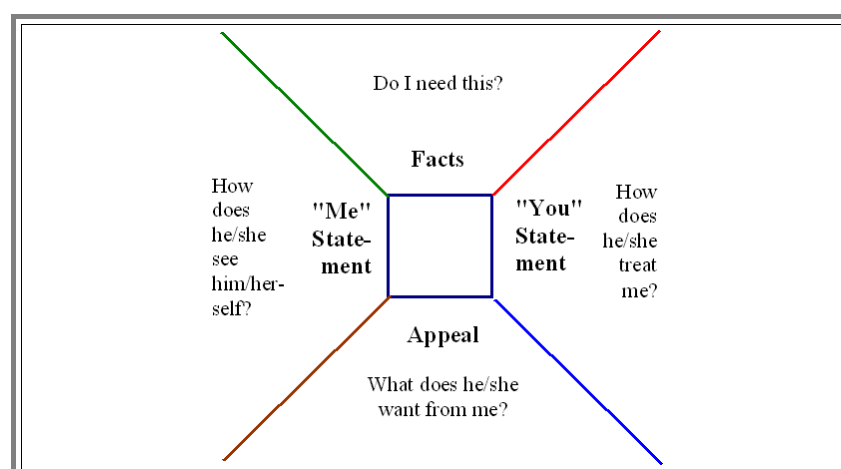 Do I need this?
Facts
How
does
he/she
see
him/her-
self?
"Me"
State-
ment
"You"
State-
ment
How
does
he/she
treat
me?
Appeal
What does he/she
want from me?